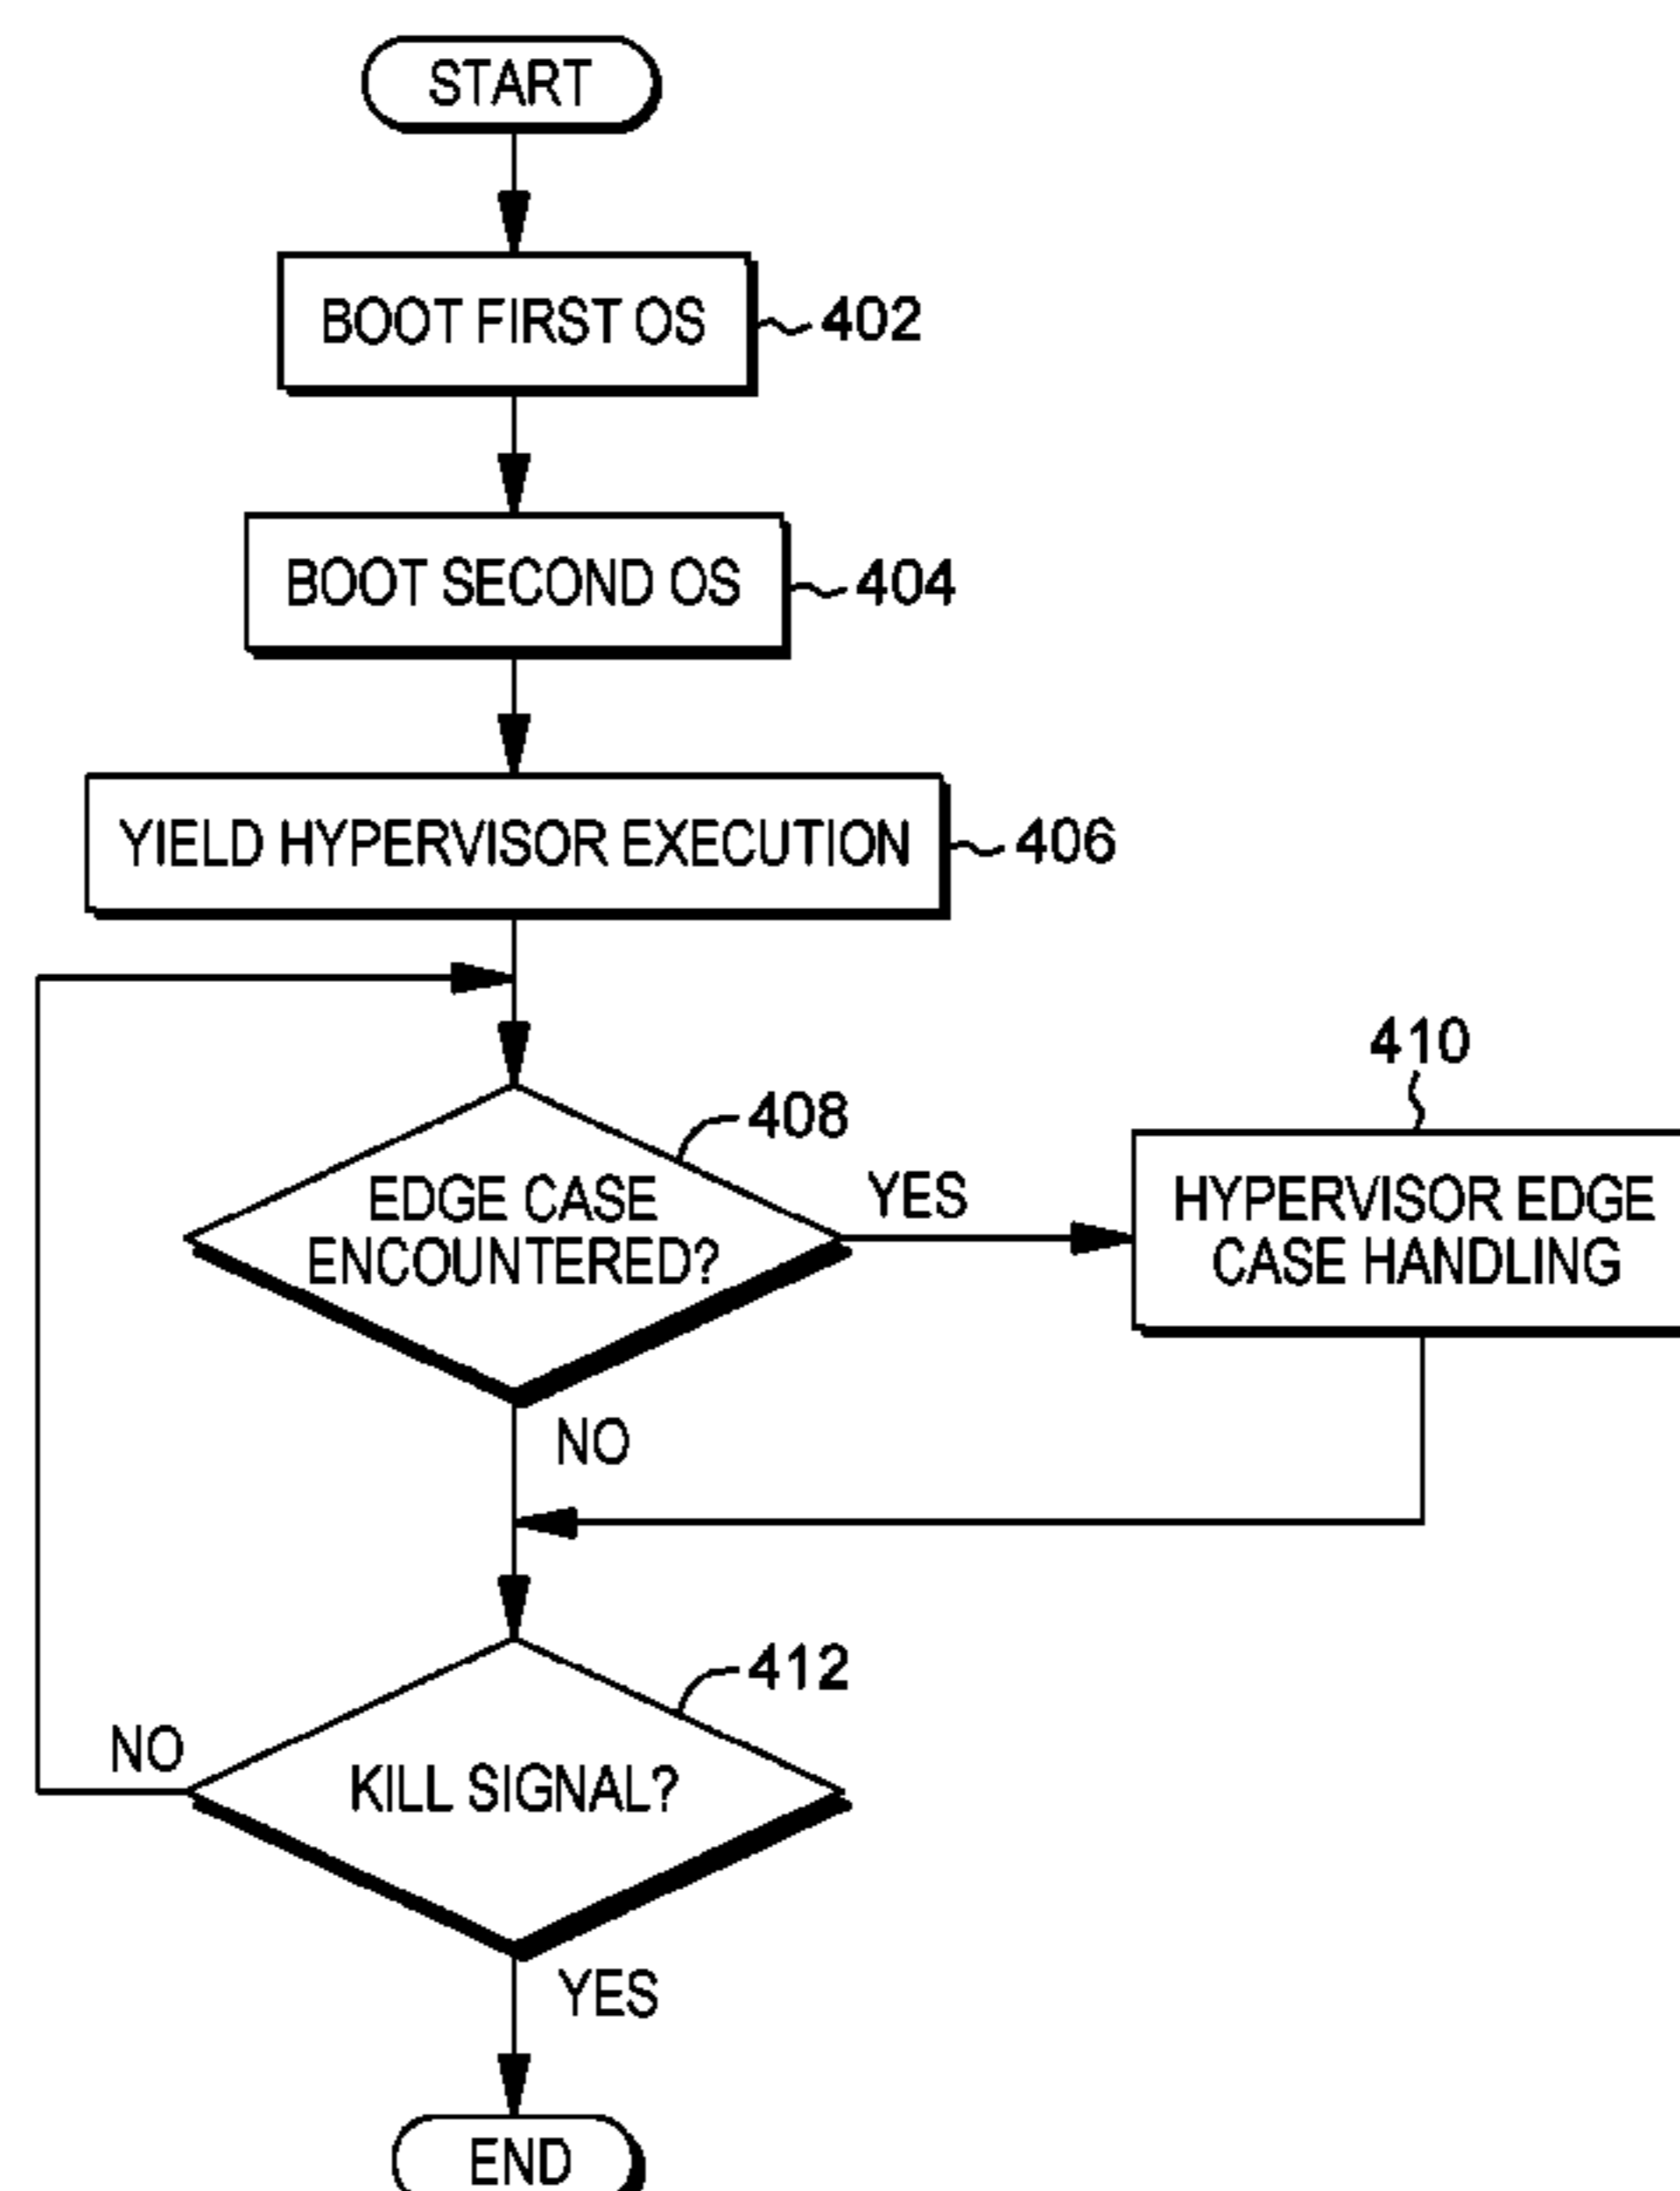 START
BOOT FIRST OS
402
BOOT SECOND OS
404
YIELD HYPERVISOR EXECUTION
406
408
EDGE CASE
ENCOUNTERED?
YES
410
HYPERVISOR EDGE
CASE HANDLING
NO
412
KILL SIGNAL?
NO
YES
END